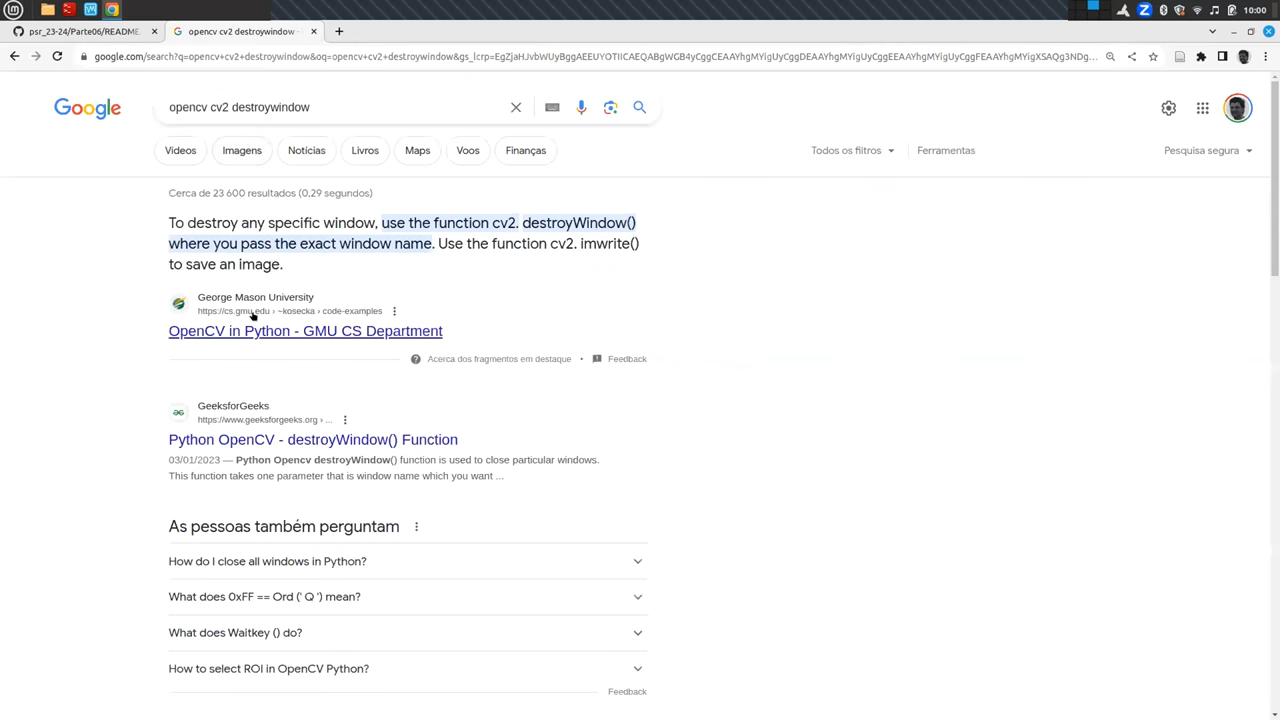 10:00
psr_23-24/Parte06/README
opencv cv2 destroywindow -
google.com/search?q=opencv+cv2+destroywindow&oq=opencv+cv2+destroywindow&gs_lcrp=EgZjaHJvbWUyBggAEEUYOTIICAEQABgWGB4yCggCEAAYhgMYigUyCggDEAAYhgMYigUyCggEEAAYhgMYigUyCggFEAAYhgMYigUyXSAQg3NDg...
Google
opencv cv2 destroywindow
Vídeos Imagens Notícias Livros Maps Voos Finanças Todos os filtros Ferramentas Pesquisa segura
Cerca de 23 600 resultados (0,29 segundos)
To destroy any specific window, use the function cv2. destroyWindow()
where you pass the exact window name. Use the function cv2. imwrite()
to save an image.
George Mason University
https://cs.gmu.edu › ~kosecka › code-examples
OpenCV in Python - GMU CS Department
Acerca dos fragmentos em destaque • Feedback
GeeksforGeeks
https://www.geeksforgeeks.org › ...
Python OpenCV - destroyWindow() Function
03/01/2023 — Python Opencv destroyWindow() function is used to close particular windows.
This function takes one parameter that is window name which you want ...
As pessoas também perguntam
How do I close all windows in Python?
What does 0xFF == Ord (' Q ') mean?
What does Waitkey () do?
How to select ROI in OpenCV Python?
Feedback